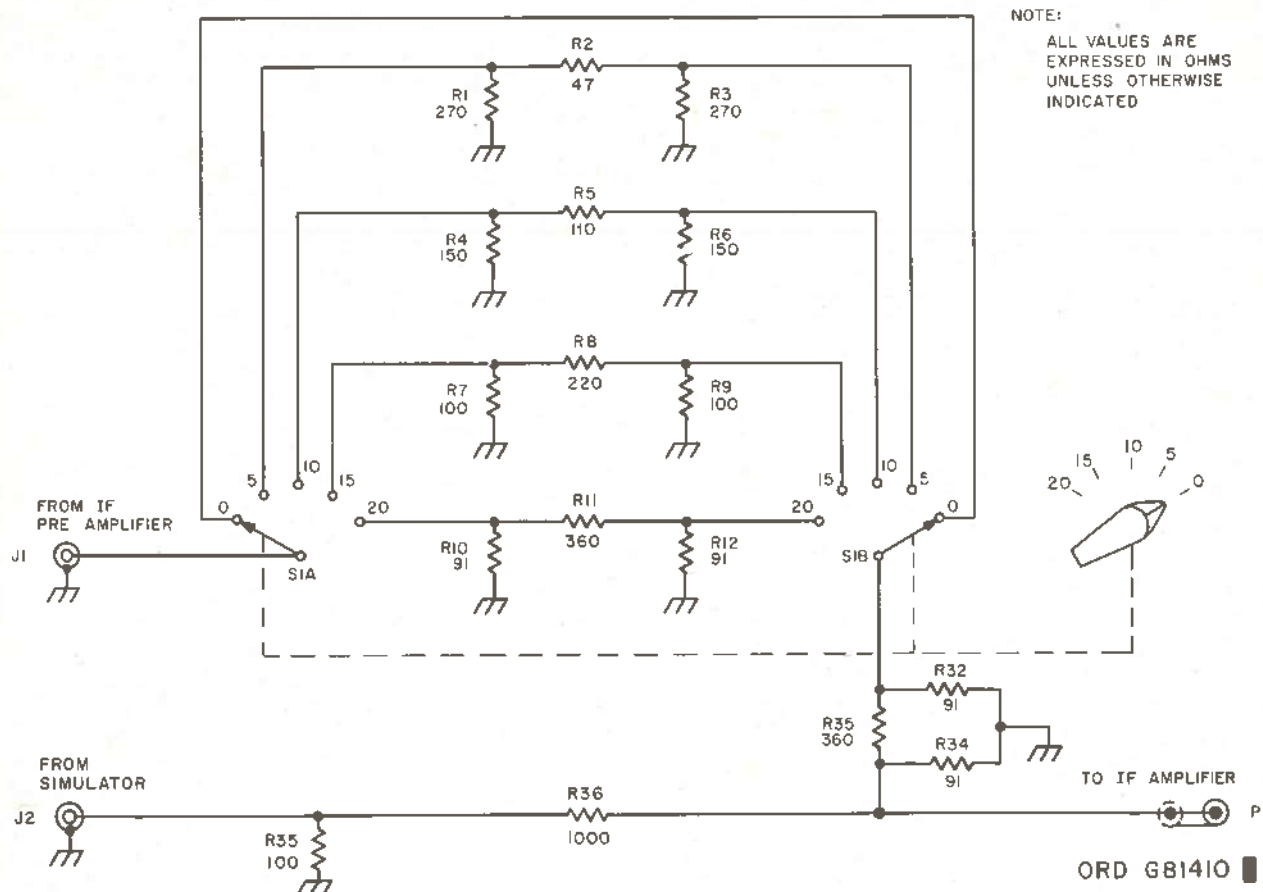 NOTE:
ALL VALUES ARE
EXPRESSED IN OHMS
UNLESS OTHERWISE
INDICATED
R2
47
R1
270
R3
270
R5
110
R4
150
R6
150
R8
220
R7
100
R9
100
0
5
10
15
20
R11
360
R10
91
R12
91
20
15
10
5
0
20
15
10
5
0
FROM IF
PRE AMPLIFIER
J1
S1A
S1B
R32
91
R35
360
R34
91
FROM
SIMULATOR
J2
R36
1000
R35
100
TO IF AMPLIFIER
P
ORD G81410